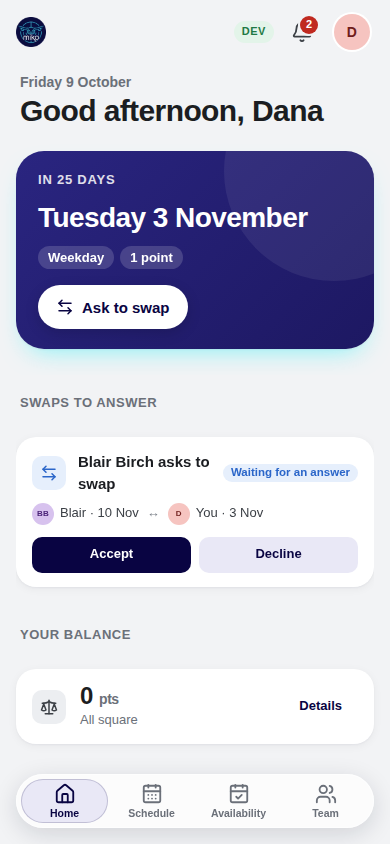 miko
DEV
2
D
Friday 9 October
Good afternoon, Dana
IN 25 DAYS
Tuesday 3 November
Weekday
1 point
Ask to swap
SWAPS TO ANSWER
Blair Birch asks to
swap
Waiting for an answer
BB
Blair · 10 Nov
↔
D
You · 3 Nov
Accept
Decline
YOUR BALANCE
0 pts
All square
Details
Home
Schedule
Availability
Team